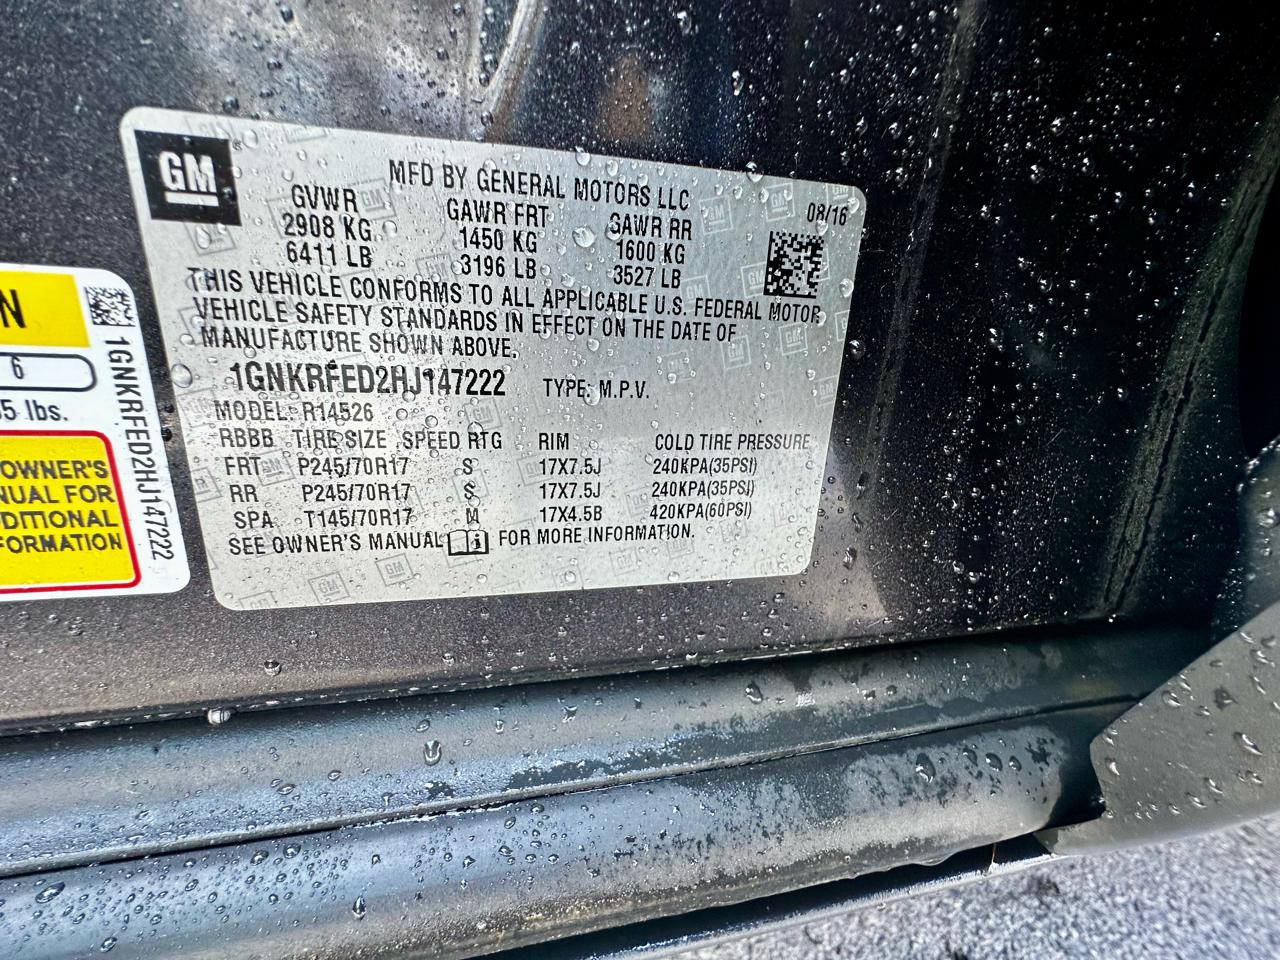 GM
MFD BY GENERAL MOTORS LLC
08/16
GVWR GAWR FRT GAWR RR
2908 KG 1450 KG 1600 KG
6411 LB 3196 LB 3527 LB
THIS VEHICLE CONFORMS TO ALL APPLICABLE U.S. FEDERAL MOTOR
VEHICLE SAFETY STANDARDS IN EFFECT ON THE DATE OF
MANUFACTURE SHOWN ABOVE.
1GNKRFED2HJ147222 TYPE: M.P.V.
MODEL: R14526
RBBB TIRE SIZE SPEED RTG RIM COLD TIRE PRESSURE
FRT P245/70R17 S 17X7.5J 240KPA(35PSI)
RR P245/70R17 S 17X7.5J 240KPA(35PSI)
SPA T145/70R17 M 17X4.5B 420KPA(60PSI)
SEE OWNER'S MANUAL FOR MORE INFORMATION.
N
6
5 lbs.
OWNER'S
NUAL FOR
DDITIONAL
FORMATION
1GNKRFED2HJ147222